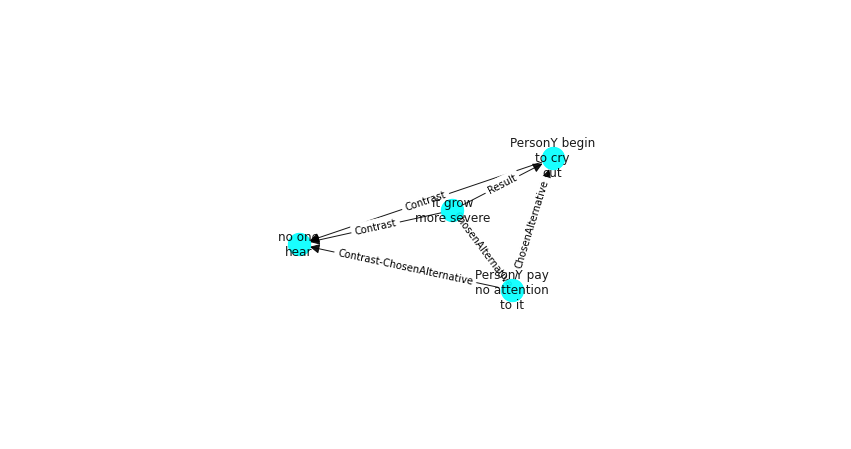 PersonY begin
to cry
out
Result
Contrast
It grow
more severe
Contrast
no one
hear
ChosenAlternative
Contrast-ChosenAlternative
PersonY pay
no attention
to it